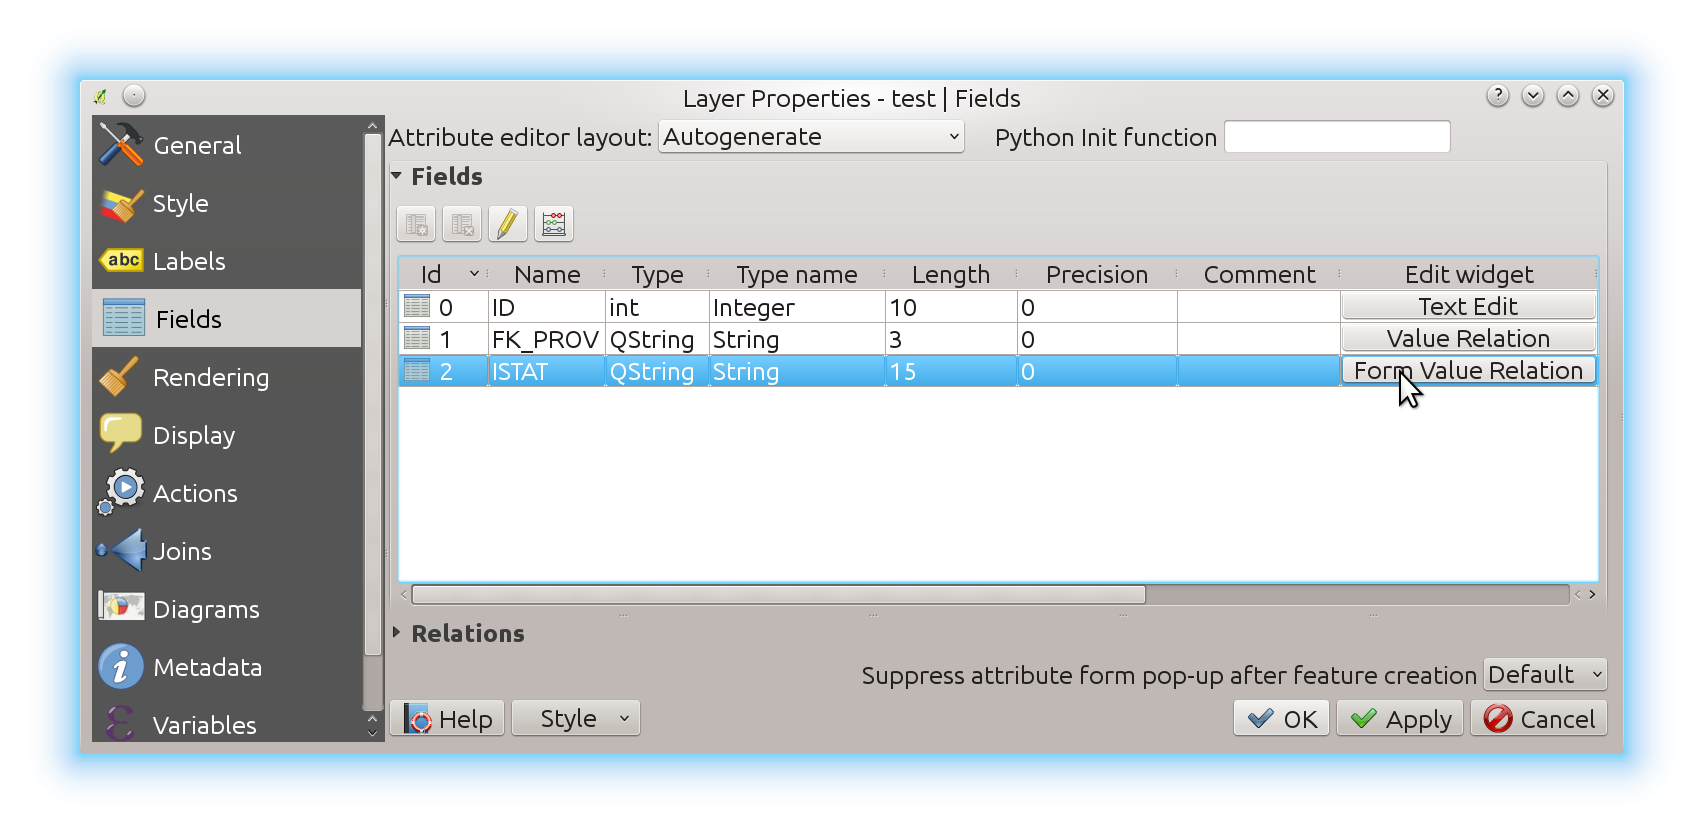 Layer Properties - test | Fields
General
Style
abc Labels
Fields
Rendering
Display
Actions
Joins
Diagrams
Metadata
Variables
Attribute editor layout: Autogenerate Python Init function
Fields
Id Name Type Type name Length Precision Comment Edit widget
0 ID int Integer 10 0 Text Edit
1 FK_PROV QString String 3 0 Value Relation
2 ISTAT QString String 15 0 Form Value Relation
Relations
Suppress attribute form pop-up after feature creation Default
Help Style OK Apply Cancel